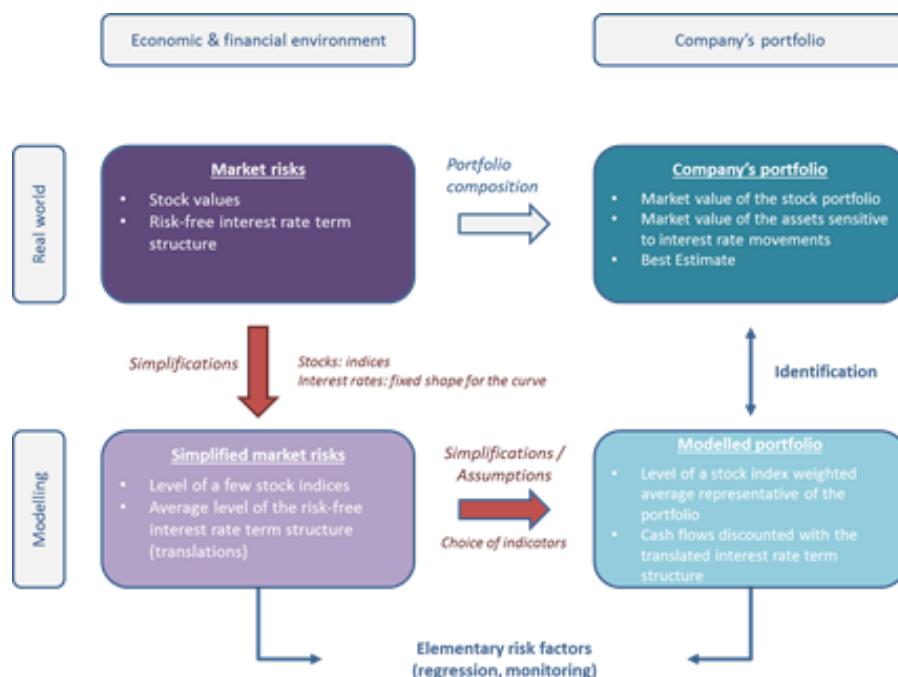 Economic & financial environment
Company's portfolio
Real world
Market risks
• Stock values
• Risk-free interest rate term
structure
Portfolio
composition
Company's portfolio
• Market value of the stock portfolio
• Market value of the assets sensitive
to interest rate movements
• Best Estimate
Simplifications
Stocks: indices
Interest rates: fixed shape for the curve
Identification
Modelling
Simplified market risks
• Level of a few stock indices
• Average level of the risk-free
interest rate term structure
(translations)
Simplifications /
Assumptions
Choice of indicators
Modelled portfolio
• Level of a stock index weighted
average representative of the
portfolio
• Cash flows discounted with the
translated interest rate term
structure
Elementary risk factors
(regression, monitoring)